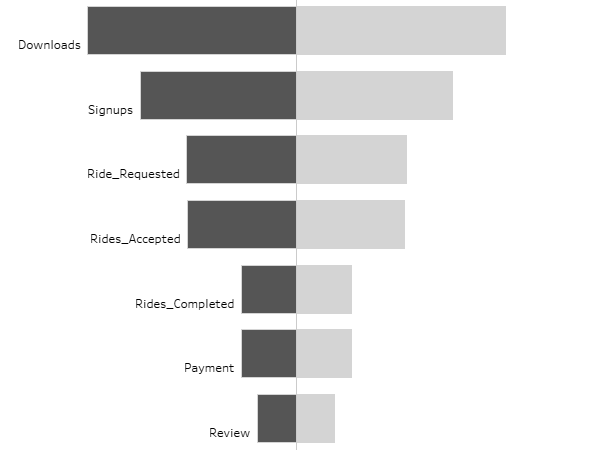 Downloads
Signups
Ride_Requested
Rides_Accepted
Rides_Completed
Payment
Review